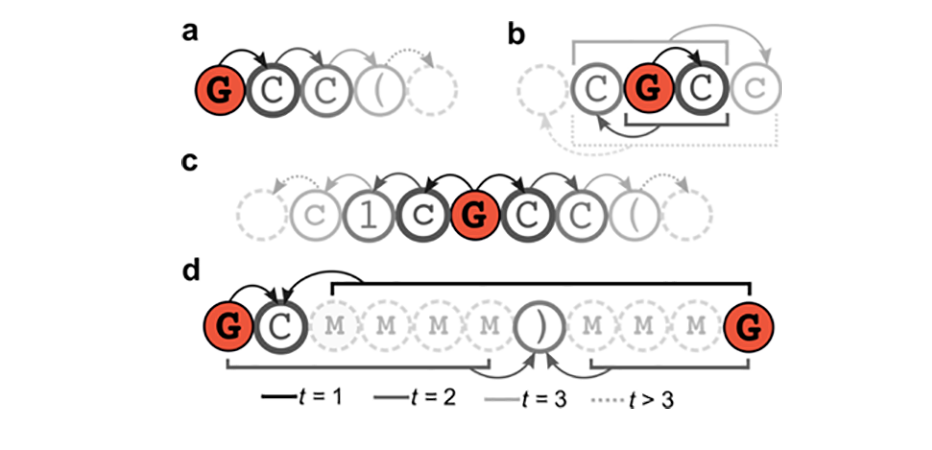 a
G C C (
b
C G C C
c
c 1 c G C C (
d
G C M M M M ) M M M G
t = 1 t = 2 t = 3 t > 3